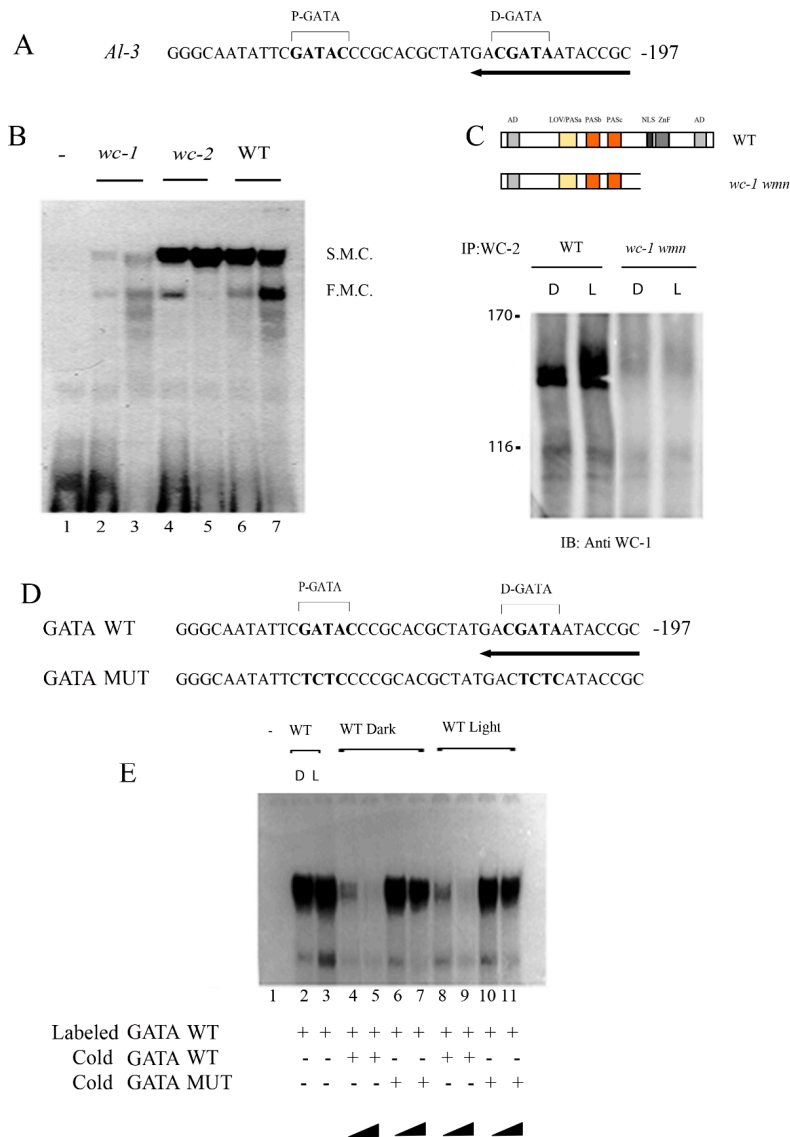 A
P-GATA D-GATA
Al-3 GGGCAATATTCGATACCCGCACGCTATGACGATAATACCGC -197
B
- wc-1 wc-2 WT
S.M.C.
F.M.C.
1 2 3 4 5 6 7
C
AD LOV/PASa PASb PASc NLS ZnF AD
WT
wc-1 wmn
IP:WC-2 WT wc-1 wmn
D L D L
170
116
IB: Anti WC-1
D
P-GATA D-GATA
GATA WT GGGCAATATTCGATACCCGCACGCTATGACGATAATACCGC -197
GATA MUT GGGCAATATTCTCTCCCCGCACGCTATGACTCTCATACCGC
E
- WT WT Dark WT Light
D L
1 2 3 4 5 6 7 8 9 10 11
Labeled GATA WT + + + + + + + + + +
Cold GATA WT - - + + - - + + - -
Cold GATA MUT - - - - + + - - + +